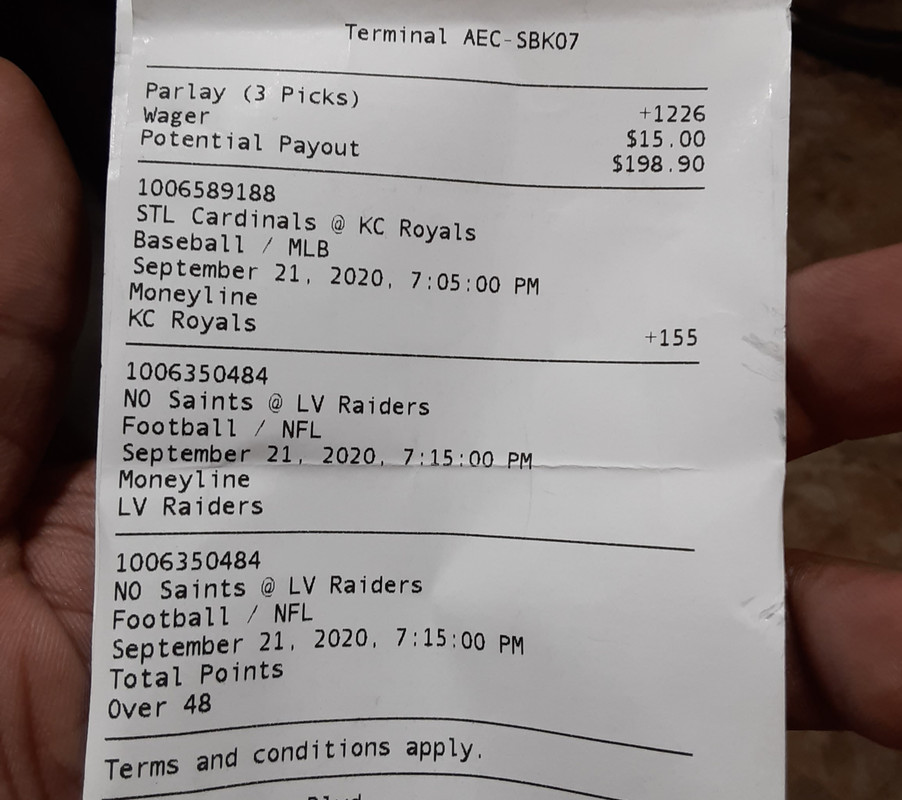 Terminal AEC-SBK07
Parlay (3 Picks) +1226
Wager $15.00
Potential Payout $198.90
1006589188
STL Cardinals @ KC Royals
Baseball / MLB
September 21, 2020, 7:05:00 PM
Moneyline
KC Royals +155
1006350484
NO Saints @ LV Raiders
Football / NFL
September 21, 2020, 7:15:00 PM
Moneyline
LV Raiders
1006350484
NO Saints @ LV Raiders
Football / NFL
September 21, 2020, 7:15:00 PM
Total Points
Over 48
Terms and conditions apply.